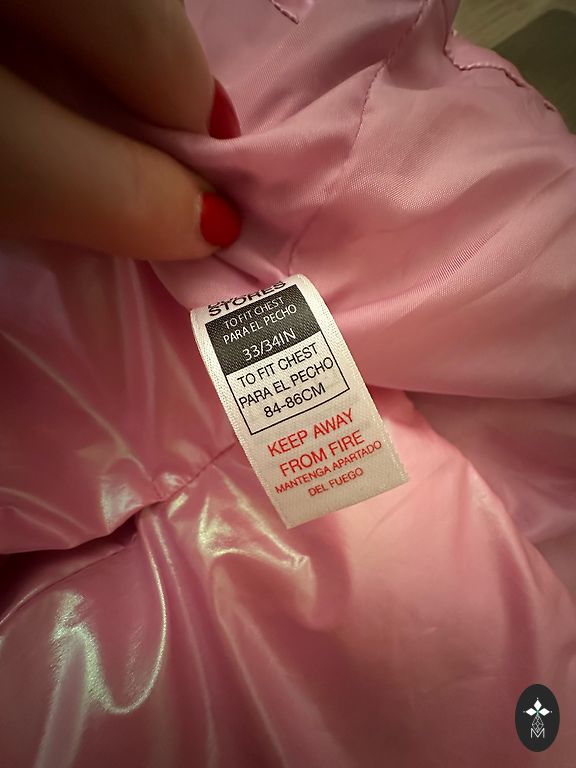 STORES
TO FIT CHEST
PARA EL PECHO
33/34IN
TO FIT CHEST
PARA EL PECHO
84-86CM
KEEP AWAY
FROM FIRE
MANTENGA APARTADO
DEL FUEGO
M